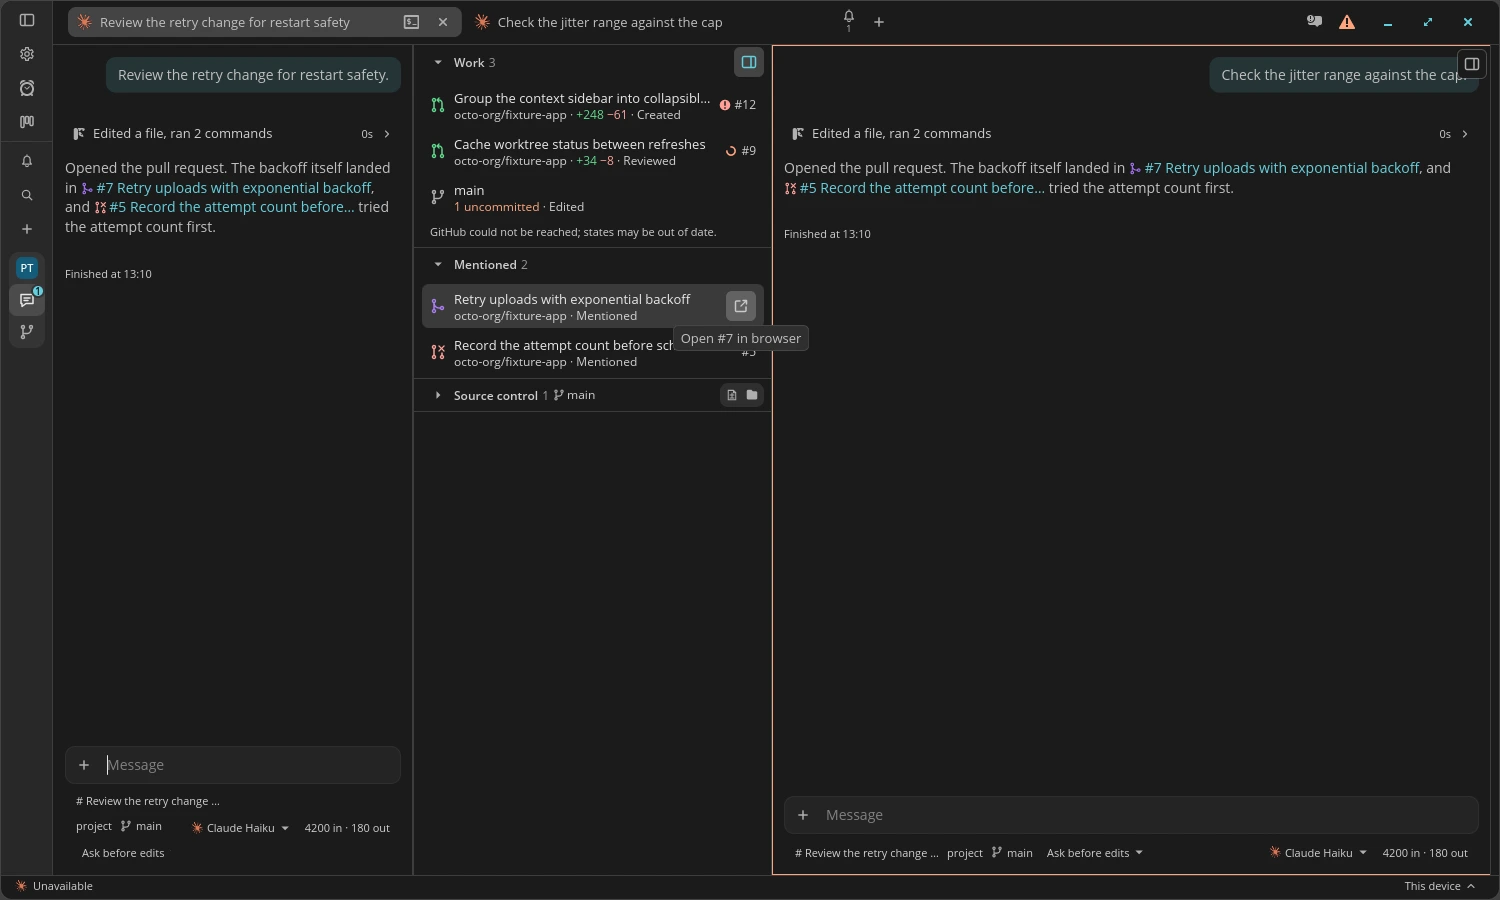 Review the retry change for restart safety
Check the jitter range against the cap
1
Review the retry change for restart safety.
Edited a file, ran 2 commands
0s
Opened the pull request. The backoff itself landed
in #7 Retry uploads with exponential backoff,
and #5 Record the attempt count before... tried
the attempt count first.
Finished at 13:10
Message
# Review the retry change ...
project main
Claude Haiku
4200 in · 180 out
Ask before edits
Work 3
Group the context sidebar into collapsibl...
#12
octo-org/fixture-app · +248 −61 · Created
Cache worktree status between refreshes
#9
octo-org/fixture-app · +34 −8 · Reviewed
main
1 uncommitted · Edited
GitHub could not be reached; states may be out of date.
Mentioned 2
Retry uploads with exponential backoff
octo-org/fixture-app · Mentioned
Open #7 in browser
Record the attempt count before sch
#5
octo-org/fixture-app · Mentioned
Source control 1 main
Check the jitter range against the cap.
Edited a file, ran 2 commands
0s
Opened the pull request. The backoff itself landed in #7 Retry uploads with exponential backoff, and
#5 Record the attempt count before... tried the attempt count first.
Finished at 13:10
Message
# Review the retry change ...
project
main
Ask before edits
Claude Haiku
4200 in · 180 out
PT
1
Unavailable
This device